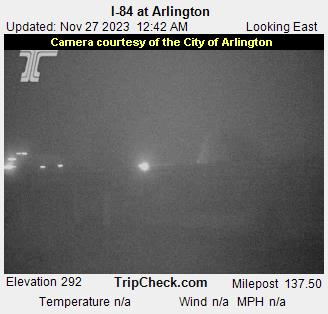 I-84 at Arlington
Updated: Nov 27 2023 12:42 AM Looking East
Camera courtesy of the City of Arlington
Elevation 292 TripCheck.com Milepost 137.50
Temperature n/a Wind n/a MPH n/a